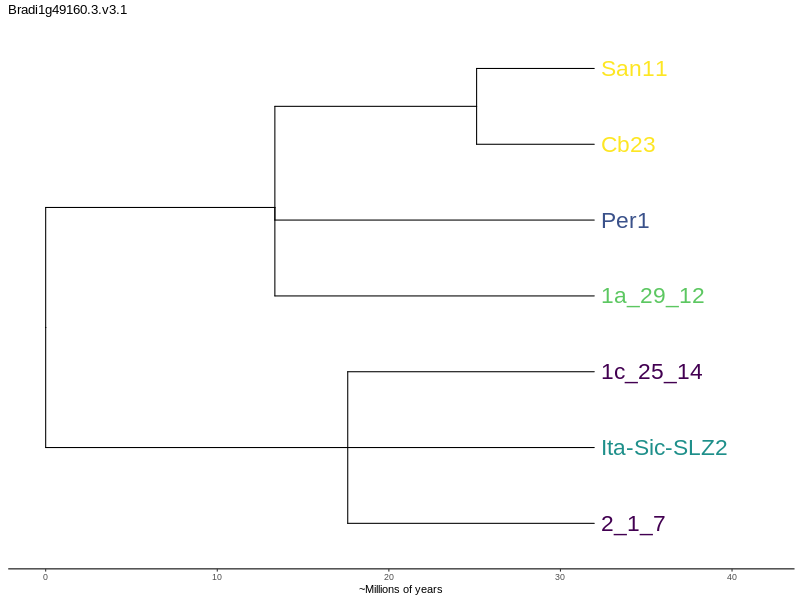 Bradi1g49160.3.v3.1
San11
Cb23
Per1
1a_29_12
1c_25_14
Ita-Sic-SLZ2
2_1_7
0 10 20 30 40
~Millions of years